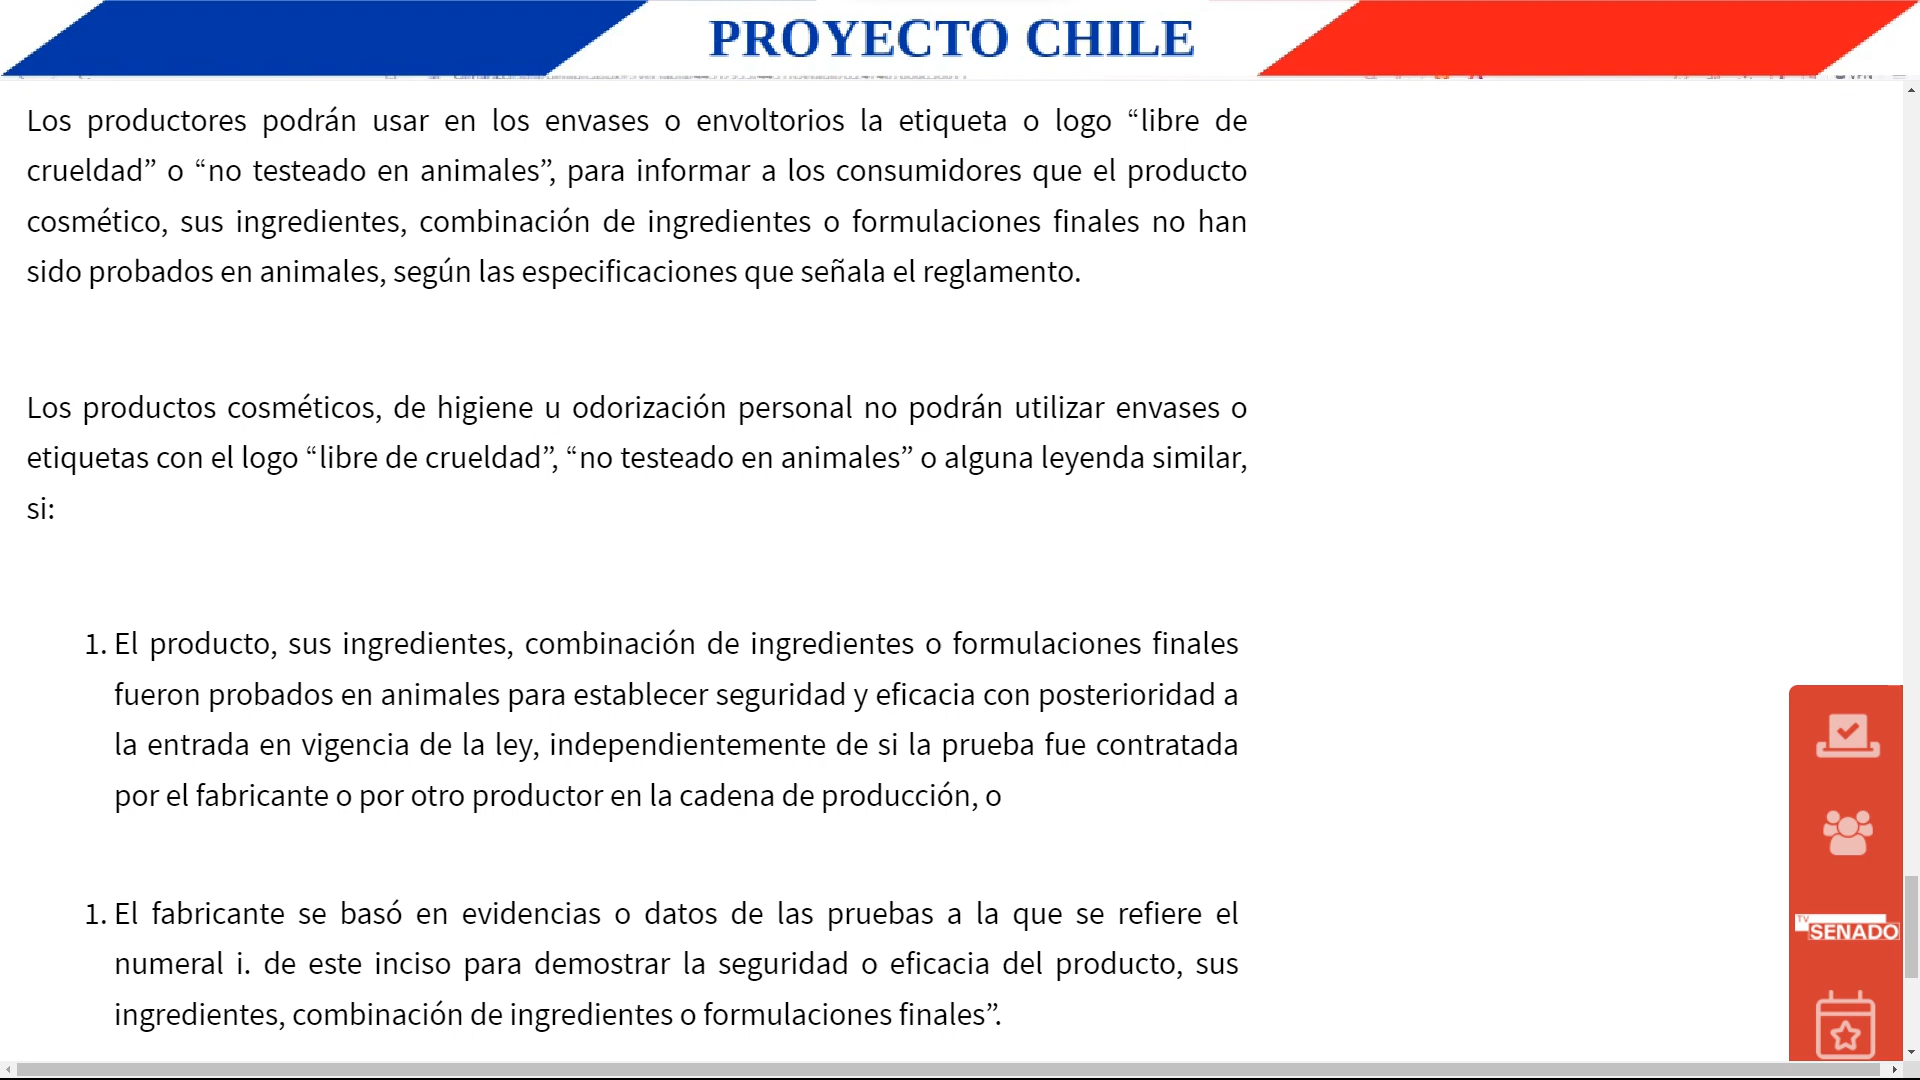 PROYECTO CHILE
Los productores podrán usar en los envases o envoltorios la etiqueta o logo “libre de
crueldad” o “no testeado en animales”, para informar a los consumidores que el producto
cosmético, sus ingredientes, combinación de ingredientes o formulaciones finales no han
sido probados en animales, según las especificaciones que señala el reglamento.
Los productos cosméticos, de higiene u odorización personal no podrán utilizar envases o
etiquetas con el logo “libre de crueldad”, “no testeado en animales” o alguna leyenda similar,
si:
1. El producto, sus ingredientes, combinación de ingredientes o formulaciones finales
fueron probados en animales para establecer seguridad y eficacia con posterioridad a
la entrada en vigencia de la ley, independientemente de si la prueba fue contratada
por el fabricante o por otro productor en la cadena de producción, o
1. El fabricante se basó en evidencias o datos de las pruebas a la que se refiere el
numeral i. de este inciso para demostrar la seguridad o eficacia del producto, sus
ingredientes, combinación de ingredientes o formulaciones finales”.
TV
SENADO